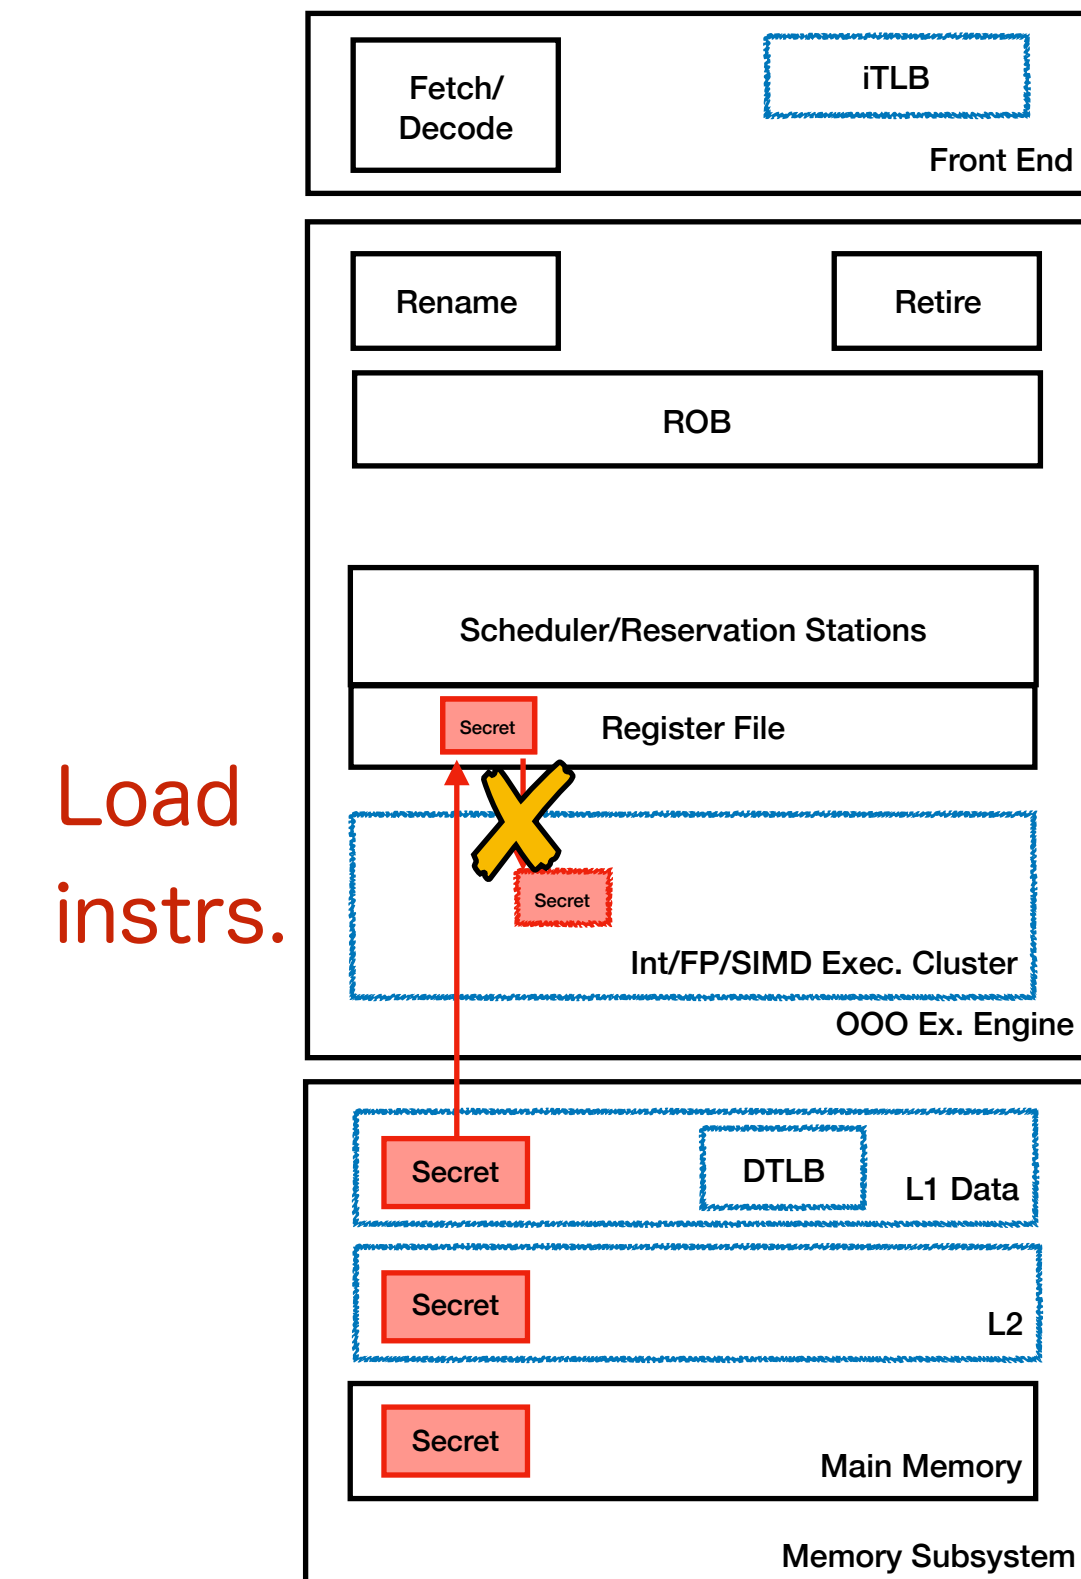 Fetch/
Decode
iTLB
Front End
Rename
Retire
ROB
Scheduler/Reservation Stations
Secret
Register File
Load
instrs.
Secret
Int/FP/SIMD Exec. Cluster
OOO Ex. Engine
Secret
DTLB
L1 Data
Secret
L2
Secret
Main Memory
Memory Subsystem